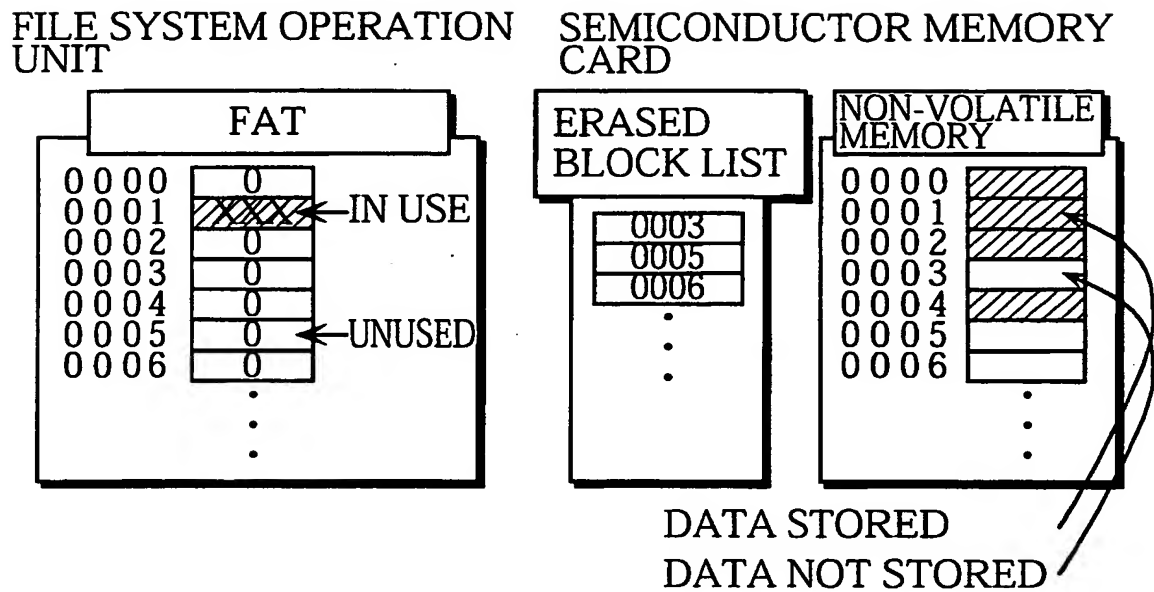 FILE SYSTEM OPERATION
UNIT
SEMICONDUCTOR MEMORY
CARD
FAT
0000 0
0001 XXX
IN USE
0002 0
0003 0
0004 0
0005 0
UNUSED
0006 0
ERASED
BLOCK LIST
0003
0005
0006
NON-VOLATILE
MEMORY
0000
0001
0002
0003
0004
0005
0006
DATA STORED
DATA NOT STORED